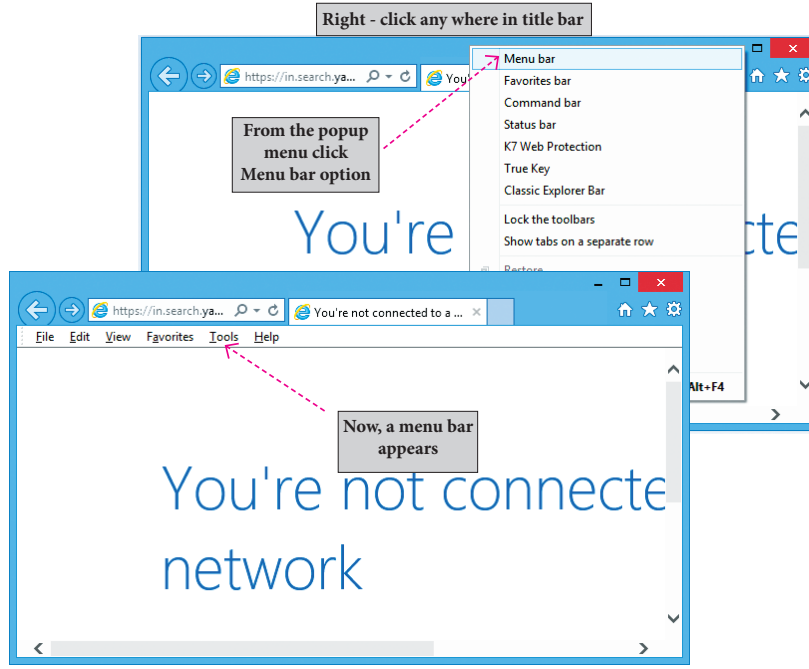 Right - click any where in title bar
https://in.search.ya...
You'
Menu bar
Favorites bar
Command bar
Status bar
K7 Web Protection
True Key
Classic Explorer Bar
Lock the toolbars
Show tabs on a separate row
Restore
Alt+F4
From the popup
menu click
Menu bar option
You're
cte
https://in.search.ya...
You're not connected to a ...
File Edit View Favorites Tools Help
Now, a menu bar
appears
You're not connecte
network